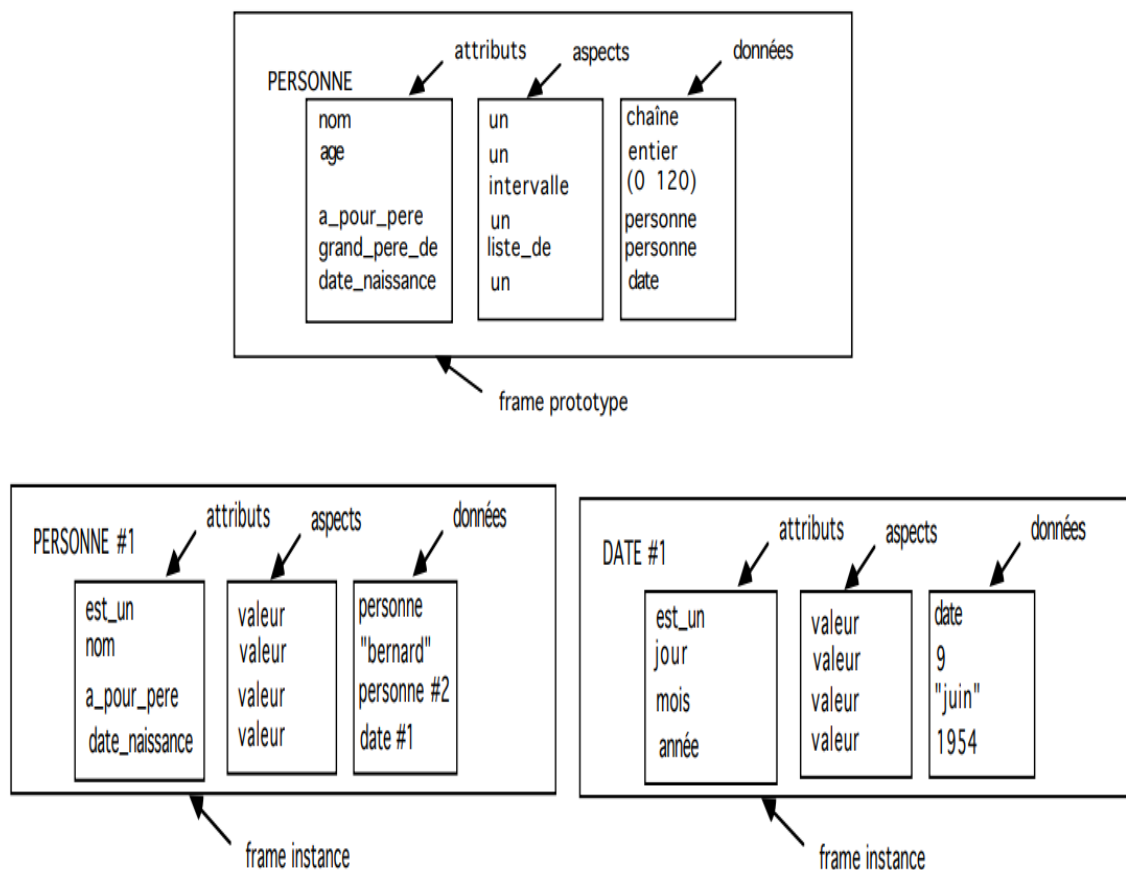 attributs aspects données
PERSONNE
nom un chaîne
age un entier
intervalle (0 120)
a_pour_pere un personne
grand_pere_de liste_de personne
date_naissance un date
frame prototype
attributs aspects données
PERSONNE #1
est_un valeur personne
nom valeur "bernard"
a_pour_pere valeur personne #2
date_naissance valeur date #1
frame instance
attributs aspects données
DATE #1
est_un valeur date
jour valeur 9
mois valeur "juin"
année valeur 1954
frame instance